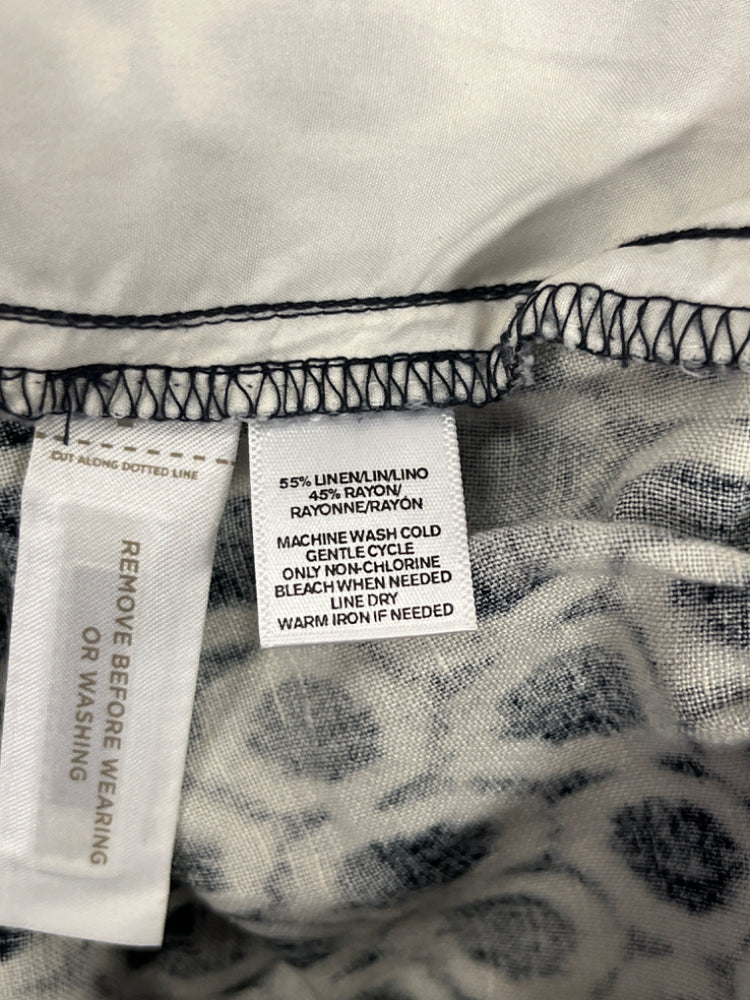 CUT ALONG DOTTED LINE
REMOVE BEFORE WEARING
OR WASHING
55% LINEN/LIN/LINO
45% RAYON/
RAYONNE/RAYÓN
MACHINE WASH COLD
GENTLE CYCLE
ONLY NON-CHLORINE
BLEACH WHEN NEEDED
LINE DRY
WARM IRON IF NEEDED